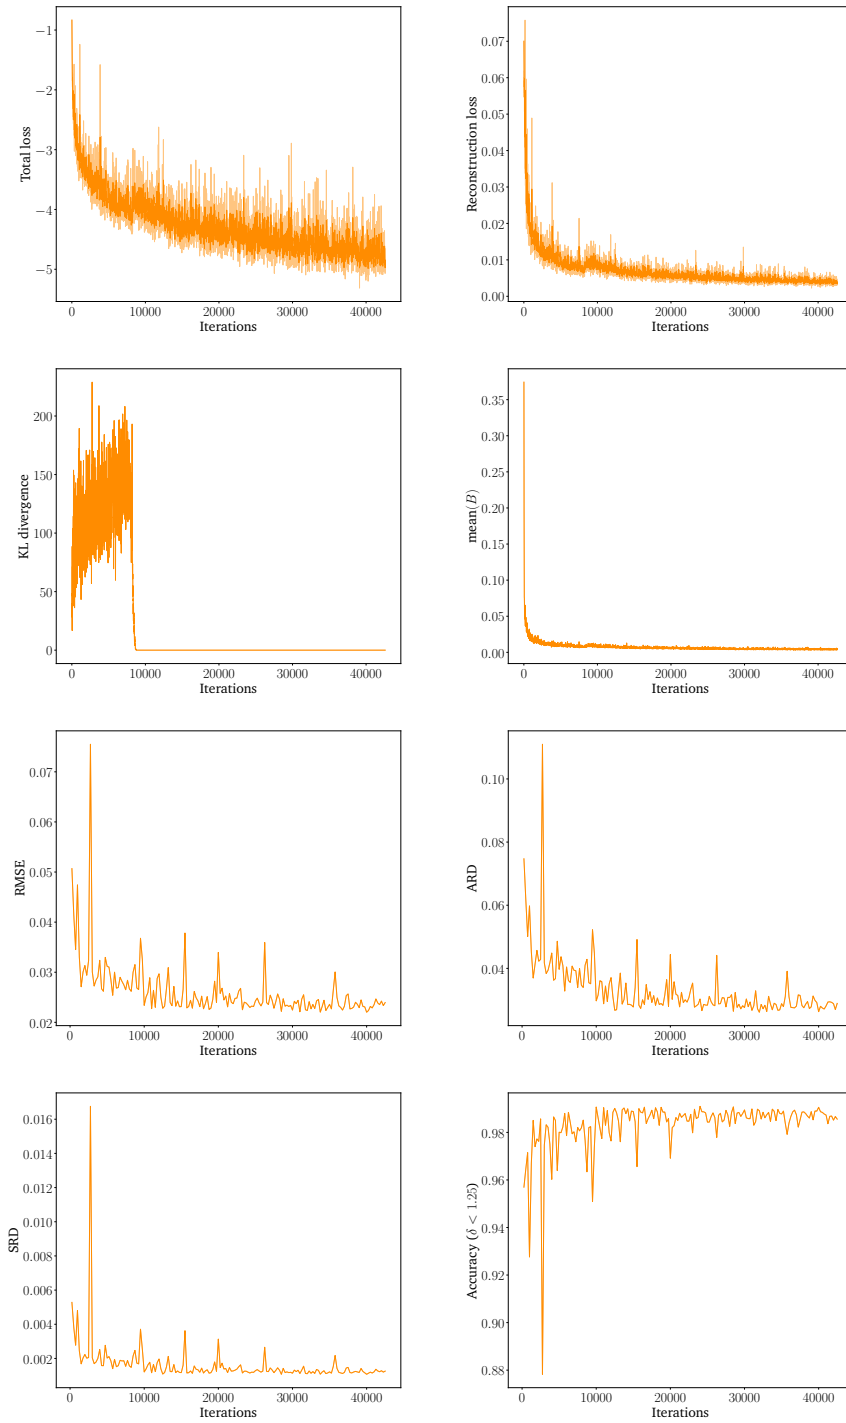 Total loss
−1
−2
−3
−4
−5
0 10000 20000 30000 40000
Iterations
Reconstruction loss
0.07
0.06
0.05
0.04
0.03
0.02
0.01
0.00
0 10000 20000 30000 40000
Iterations
KL divergence
200
150
100
50
0
0 10000 20000 30000 40000
Iterations
mean(B)
0.35
0.30
0.25
0.20
0.15
0.10
0.05
0.00
0 10000 20000 30000 40000
Iterations
RMSE
0.07
0.06
0.05
0.04
0.03
0.02
0 10000 20000 30000 40000
Iterations
ARD
0.10
0.08
0.06
0.04
0 10000 20000 30000 40000
Iterations
SRD
0.016
0.014
0.012
0.010
0.008
0.006
0.004
0.002
0 10000 20000 30000 40000
Iterations
Accuracy (δ < 1.25)
0.98
0.96
0.94
0.92
0.90
0.88
0 10000 20000 30000 40000
Iterations